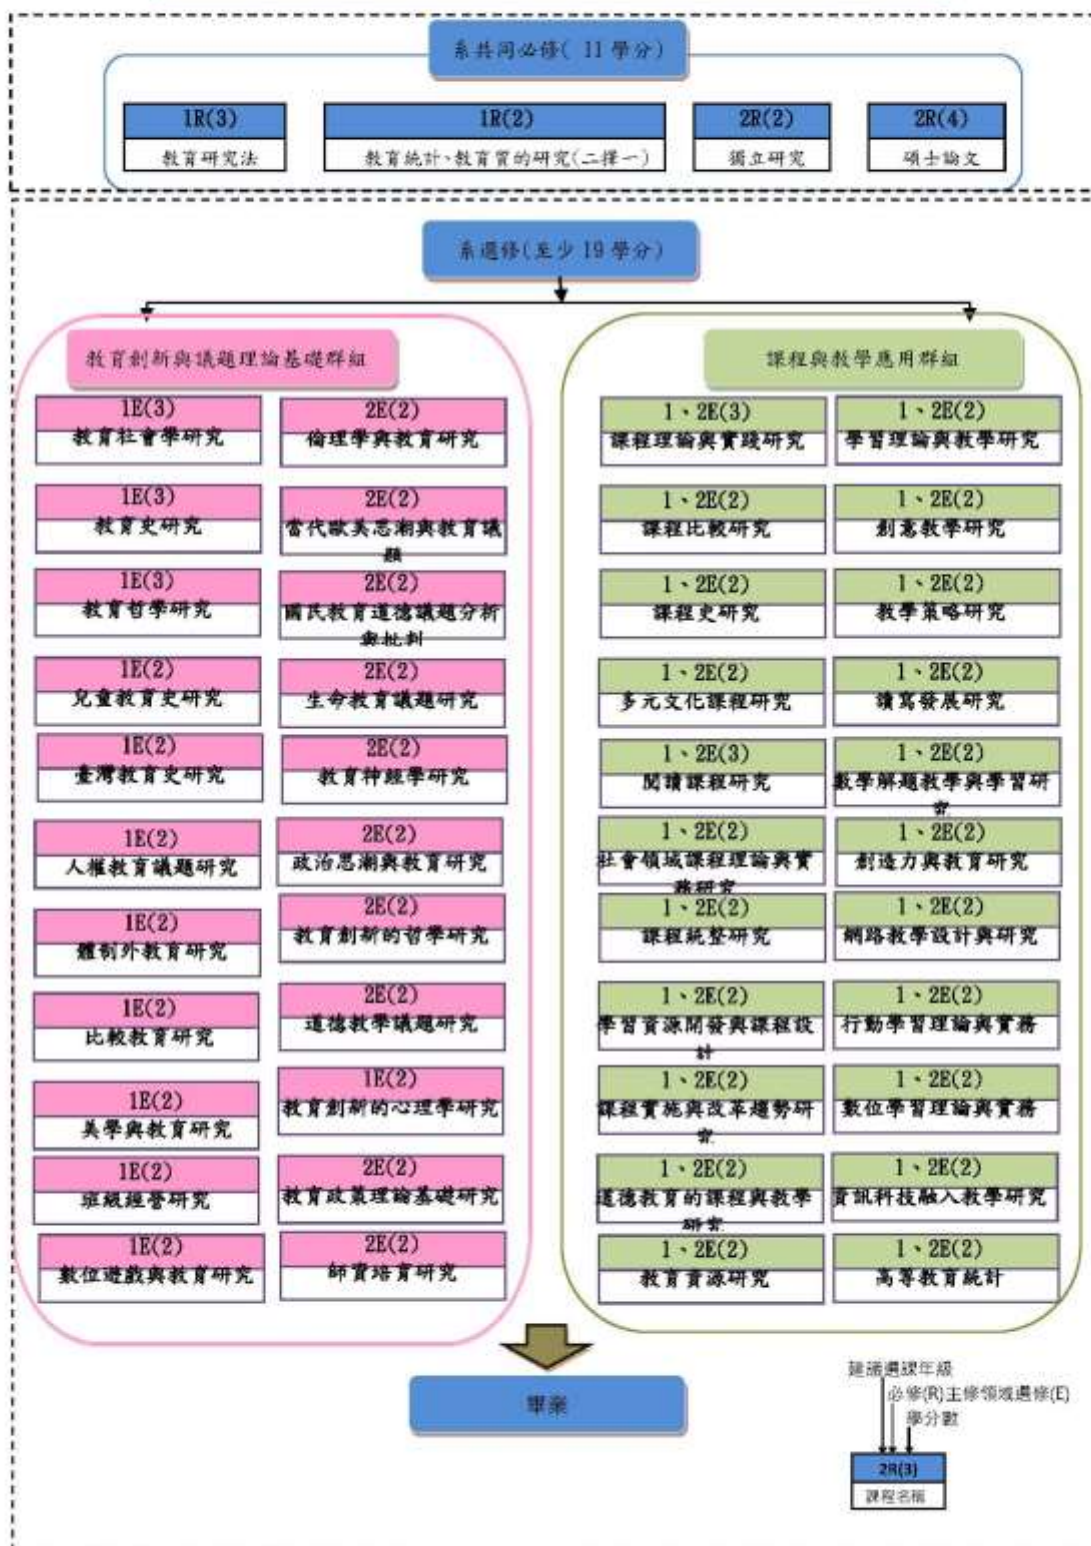 系共同必修( 11 學分)
1R(3)
教育研究法
1R(2)
教育統計、教育質的研究(二擇一)
2R(2)
獨立研究
2R(4)
碩士論文
系選修(至少 19 學分)
教育創新與議題理論基礎群組
1E(3)
教育社會學研究
2E(2)
倫理學與教育研究
1E(3)
教育史研究
2E(2)
當代歐美思潮與教育議
題
1E(3)
教育哲學研究
2E(2)
國民教育道德議題分析
與批判
1E(2)
兒童教育史研究
2E(2)
生命教育議題研究
1E(2)
臺灣教育史研究
2E(2)
教育神經學研究
1E(2)
人權教育議題研究
2E(2)
政治思潮與教育研究
1E(2)
體制外教育研究
2E(2)
教育創新的哲學研究
1E(2)
比較教育研究
2E(2)
道德教學議題研究
1E(2)
美學與教育研究
1E(2)
教育創新的心理學研究
1E(2)
班級經營研究
2E(2)
教育政策理論基礎研究
1E(2)
數位遊戲與教育研究
2E(2)
師資培育研究
課程與教學應用群組
1、2E(3)
課程理論與實踐研究
1、2E(2)
學習理論與教學研究
1、2E(2)
課程比較研究
1、2E(2)
創意教學研究
1、2E(2)
課程史研究
1、2E(2)
教學策略研究
1、2E(2)
多元文化課程研究
1、2E(2)
讀寫發展研究
1、2E(3)
閱讀課程研究
1、2E(2)
數學解題教學與學習研
究
1、2E(2)
社會領域課程理論與實
務研究
1、2E(2)
創造力與教育研究
1、2E(2)
課程統整研究
1、2E(2)
網路教學設計與研究
1、2E(2)
學習資源開發與課程設
計
1、2E(2)
行動學習理論與實務
1、2E(2)
課程實施與改革趨勢研
究
1、2E(2)
數位學習理論與實務
1、2E(2)
道德教育的課程與教學
研究
1、2E(2)
資訊科技融入教學研究
1、2E(2)
教育資源研究
1、2E(2)
高等教育統計
畢業
建議選課年級
必修(R)主修領域選修(E)
學分數
2R(3)
課程名稱